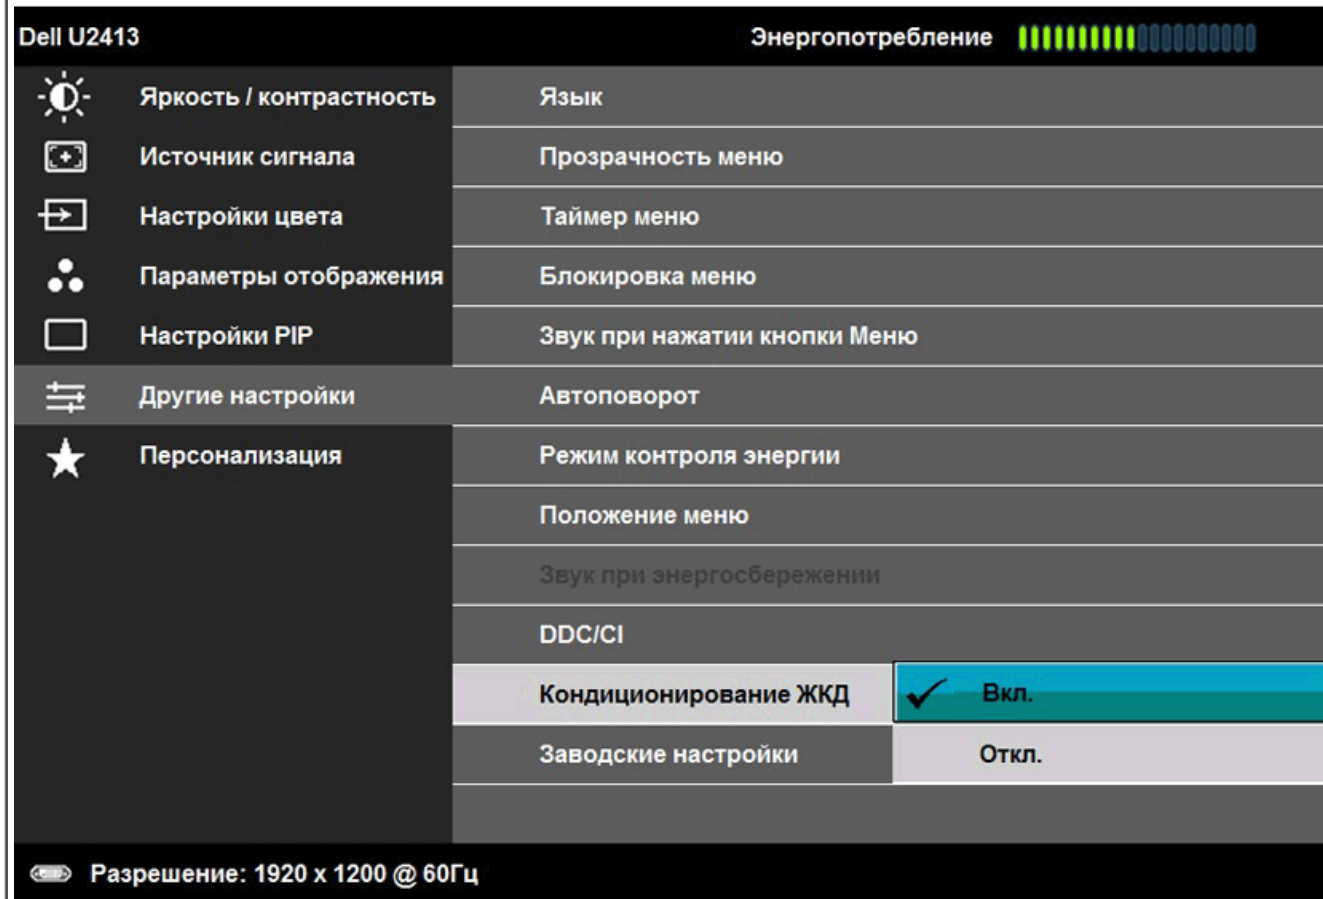 Dell U2413 Энергопотребление
Яркость / контрастность
Источник сигнала
Настройки цвета
Параметры отображения
Настройки PIP
Другие настройки
Персонализация
Язык
Прозрачность меню
Таймер меню
Блокировка меню
Звук при нажатии кнопки Меню
Автоповорот
Режим контроля энергии
Положение меню
Звук при энергосбережении
DDC/CI
Кондиционирование ЖКД
Вкл.
Заводские настройки
Откл.
Разрешение: 1920 x 1200 @ 60Гц